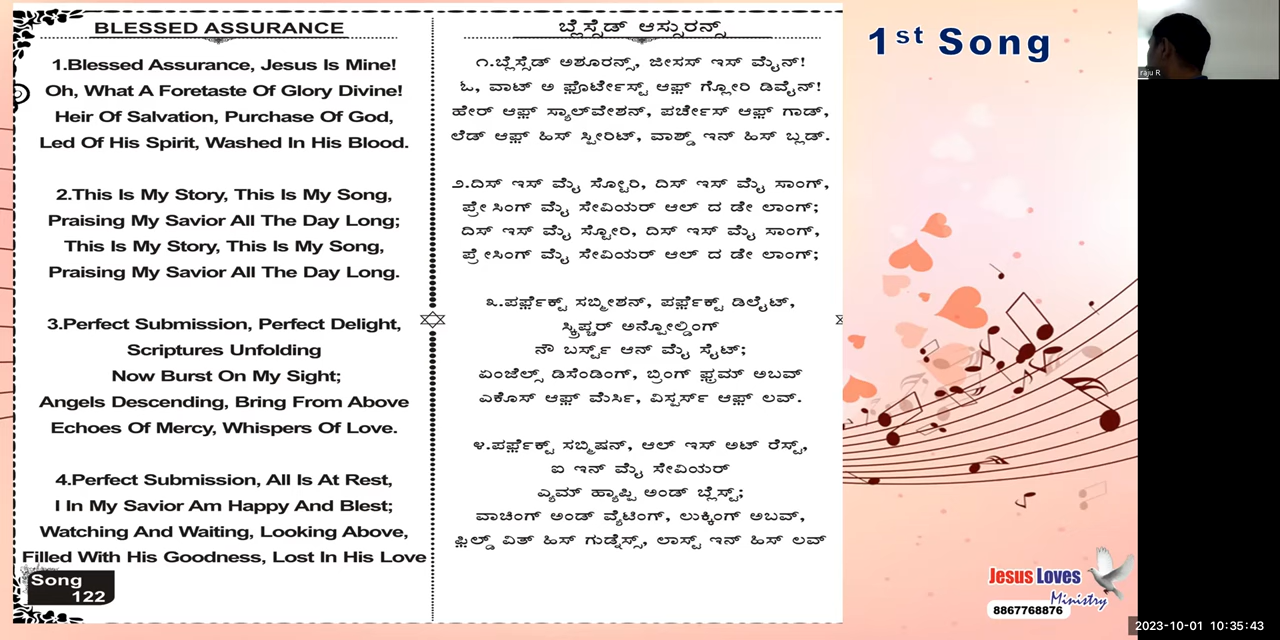 BLESSED ASSURANCE
1.Blessed Assurance, Jesus Is Mine!
Oh, What A Foretaste Of Glory Divine!
Heir Of Salvation, Purchase Of God,
Led Of His Spirit, Washed In His Blood.
2.This Is My Story, This Is My Song,
Praising My Savior All The Day Long;
This Is My Story, This Is My Song,
Praising My Savior All The Day Long.
3.Perfect Submission, Perfect Delight,
Scriptures Unfolding
Now Burst On My Sight;
Angels Descending, Bring From Above
Echoes Of Mercy, Whispers Of Love.
4.Perfect Submission, All Is At Rest,
I In My Savior Am Happy And Blest;
Watching And Waiting, Looking Above,
Filled With His Goodness, Lost In His Love
Song
122
ಬ್ಲೆಸ್ಸೆಡ್ ಆಸ್ಸುರನ್ಸ್
೧.ಬ್ಲೆಸ್ಸೆಡ್ ಅಶೂರನ್ಸ್, ಜೀಸಸ್ ಇಸ್ ಮೈನ್!
ಓ, ವಾಟ್ ಅ ಫೊರ್ಟೇಸ್ಟ್ ಆಫ಼್ ಗ್ಲೋರಿ ಡಿವೈನ್!
ಹೇರ್ ಆಫ಼್ ಸ್ಯಾಲ್‌ವೇಶನ್, ಪರ್ಚೇಸ್ ಆಫ಼್ ಗಾಡ್,
ಲೆಡ್ ಆಫ಼್ ಹಿಸ್ ಸ್ಪೀರಿಟ್, ವಾಶ್ಡ್ ಇನ್ ಹಿಸ್ ಬ್ಲಡ್.
೨.ದಿಸ್ ಇಸ್ ಮೈ ಸ್ಟೋರಿ, ದಿಸ್ ಇಸ್ ಮೈ ಸಾಂಗ್,
ಪ್ರೇಸಿಂಗ್ ಮೈ ಸೇವಿಯರ್ ಆಲ್ ದ ಡೇ ಲಾಂಗ್;
ದಿಸ್ ಇಸ್ ಮೈ ಸ್ಟೋರಿ, ದಿಸ್ ಇಸ್ ಮೈ ಸಾಂಗ್,
ಪ್ರೇಸಿಂಗ್ ಮೈ ಸೇವಿಯರ್ ಆಲ್ ದ ಡೇ ಲಾಂಗ್;
೩.ಪರ್ಫ಼ೆಕ್ಟ್ ಸಬ್ಮೀಶನ್, ಪರ್ಫ಼ೆಕ್ಟ್ ಡಿಲೈಟ್,
ಸ್ಕ್ರಿಪ್ಚರ್ ಅನ್ಫೋಲ್ಡಿಂಗ್
ನೌ ಬರ್ಸ್ಟ್ ಆನ್ ಮೈ ಸೈಟ್;
ಏಂಜೆಲ್ಸ್ ಡಿಸೆಂಡಿಂಗ್, ಬ್ರಿಂಗ್ ಫ಼್ರಮ್ ಅಬವ್
ಎಕೊಸ್ ಆಫ಼್ ಮೆರ್ಸಿ, ವಿಸ್ಪರ್ಸ್ ಆಫ಼್ ಲವ್.
೪.ಪರ್ಫ಼ೆಕ್ಟ್ ಸಬ್ಮಿಷನ್, ಆಲ್ ಇಸ್ ಅಟ್ ರೆಸ್ಟ್,
ಐ ಇನ್ ಮೈ ಸೇವಿಯರ್
ಎ್ಯಮ್ ಹ್ಯಾಪ್ಪಿ ಅಂಡ್ ಬ್ಲೆಸ್ಟ್;
ವಾಚಿಂಗ್ ಅಂಡ್ ವೈಟಿಂಗ್, ಲುಕ್ಕಿಂಗ್ ಅಬವ್,
ಫ಼ಿಲ್ಡ್ ವಿತ್ ಹಿಸ್ ಗುಡ್ನೆಸ್ಸ್, ಲಾಸ್ಟ್ ಇನ್ ಹಿಸ್ ಲವ್
1st Song
Jesus Loves
Ministry
8867768876
raju R
2023-10-01 10:35:43